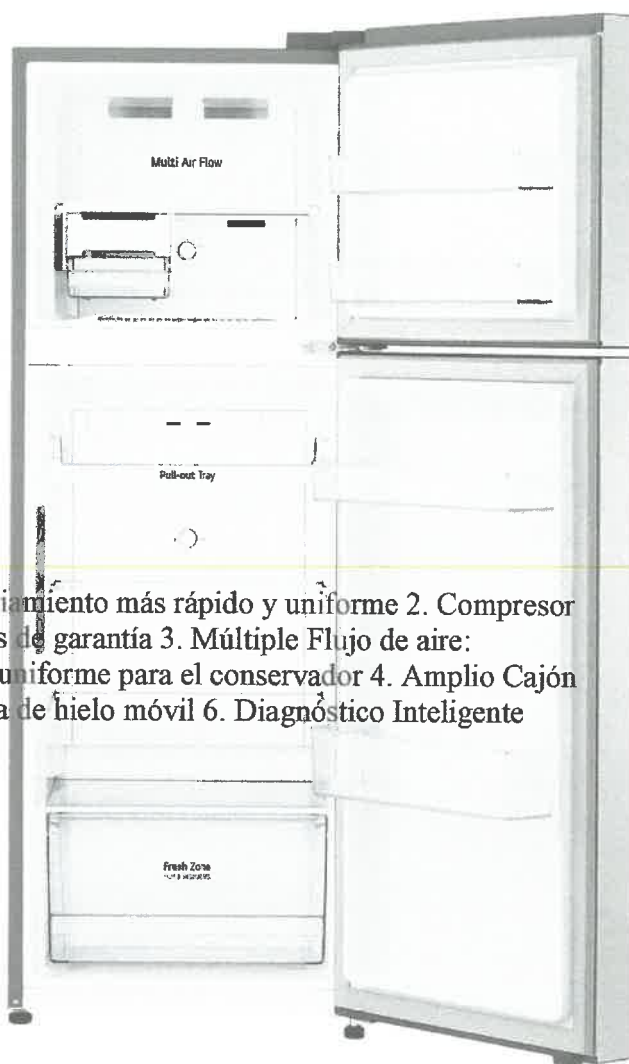 Multi Air Flow
Pull-out Tray
miento más rápido y uniforme 2. Compresor
s de garantía 3. Múltiple Flujo de aire:
uniforme para el conservador 4. Amplio Cajón
a de hielo móvil 6. Diagnóstico Inteligente
Fresh Zone